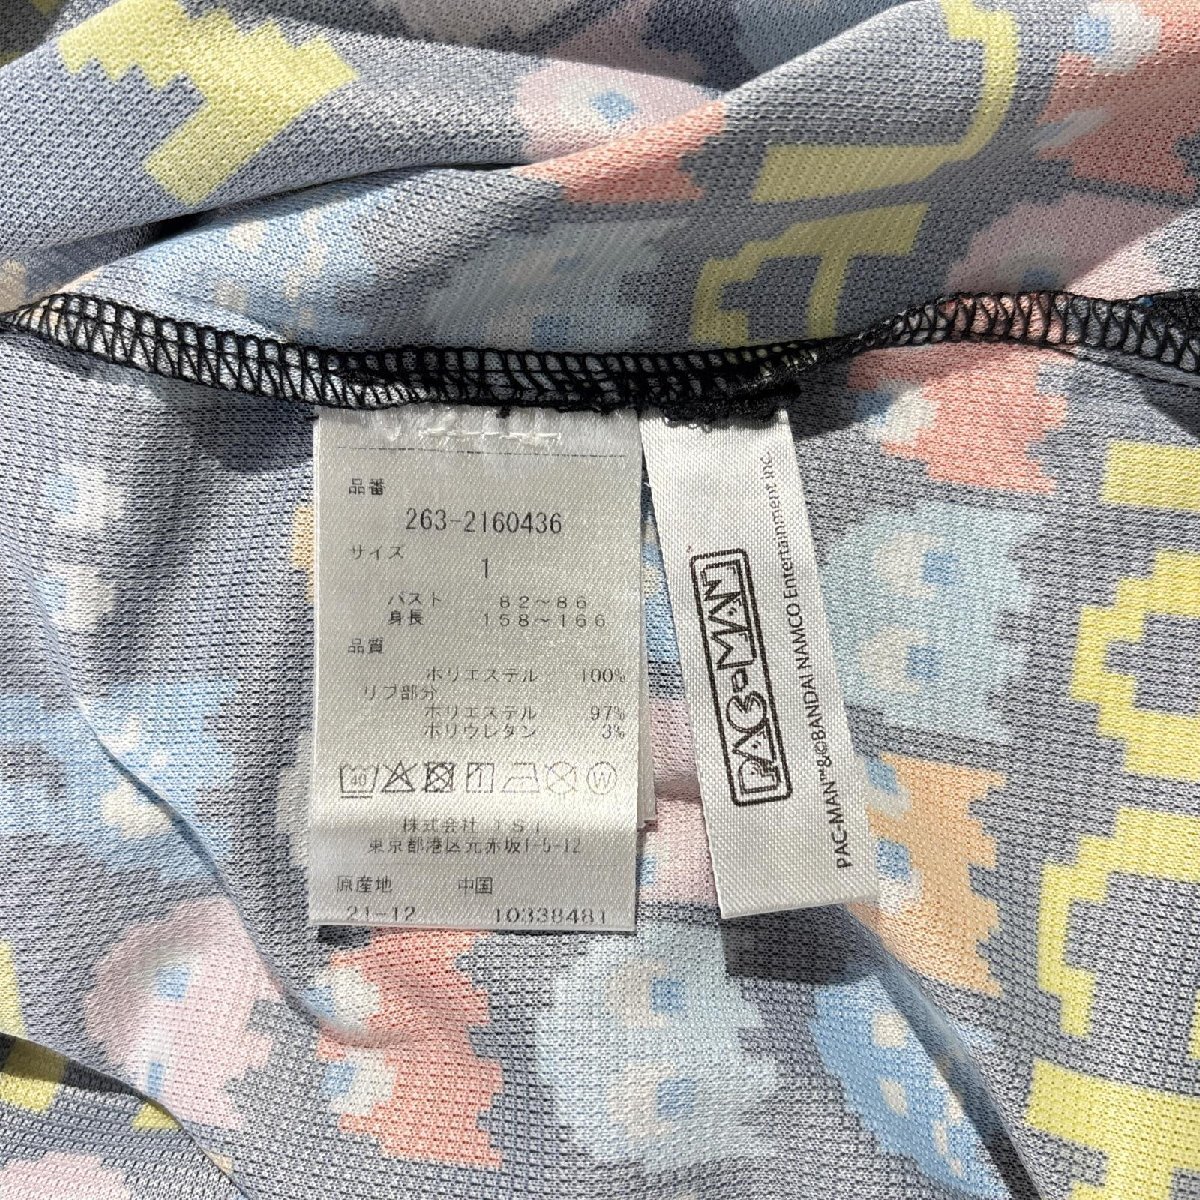 品番
263-2160436
サイズ
1
バスト 82～86
身長 158～166
品質
ポリエステル 100%
リブ部分
ポリエステル 97%
ポリウレタン 3%
40 W
株式会社 JSI
東京都港区元赤坂1-5-12
原産地 中国
21-12 10338481
PAC-MAN
PAC-MAN™&©BANDAI NAMCO Entertainment Inc.